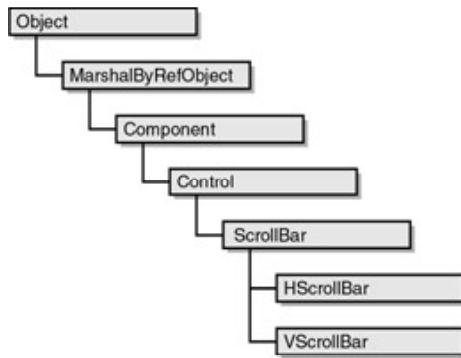 Object
MarshalByRefObject
Component
Control
ScrollBar
HScrollBar
VScrollBar